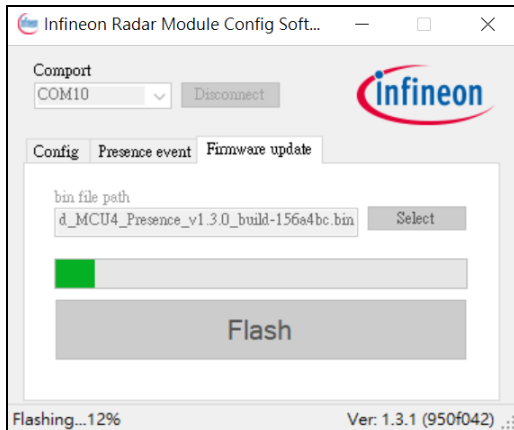 Infineon Radar Module Config Soft...
Comport
COM10 Disconnect
infineon
Config Presence event Firmware update
bin file path
d_MCU4_Presence_v1.3.0_build-156a4bc.bin Select
Flash
Flashing...12% Ver: 1.3.1 (950f042)